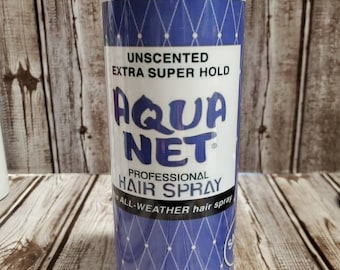 UNSCENTED
EXTRA SUPER HOLD
AQUA
NET®
PROFESSIONAL
HAIR SPRAY
ALL-WEATHER hair spray